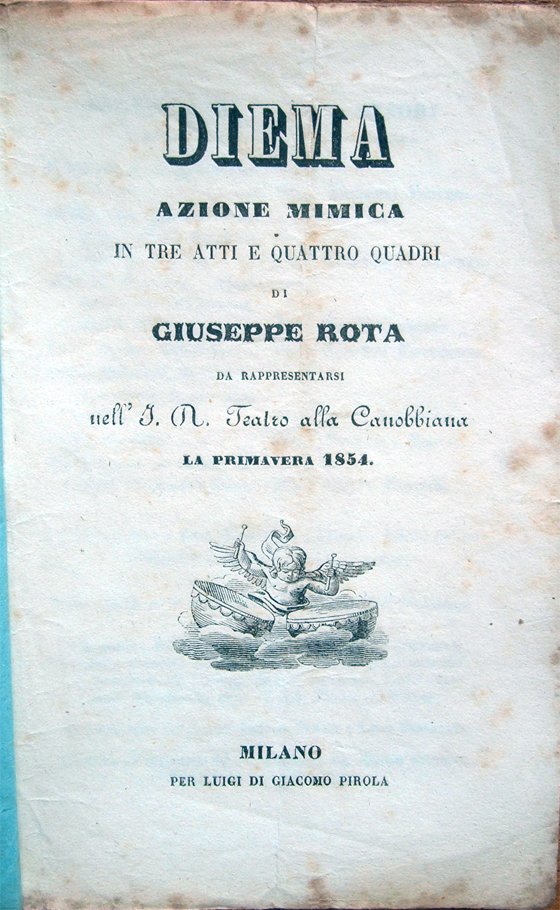 DIEMA
AZIONE MIMICA
IN TRE ATTI E QUATTRO QUADRI
DI
GIUSEPPE ROTA
DA RAPPRESENTARSI
nell' I. R. Teatro alla Canobbiana
LA PRIMAVERA 1854.
MILANO
PER LUIGI DI GIACOMO PIROLA